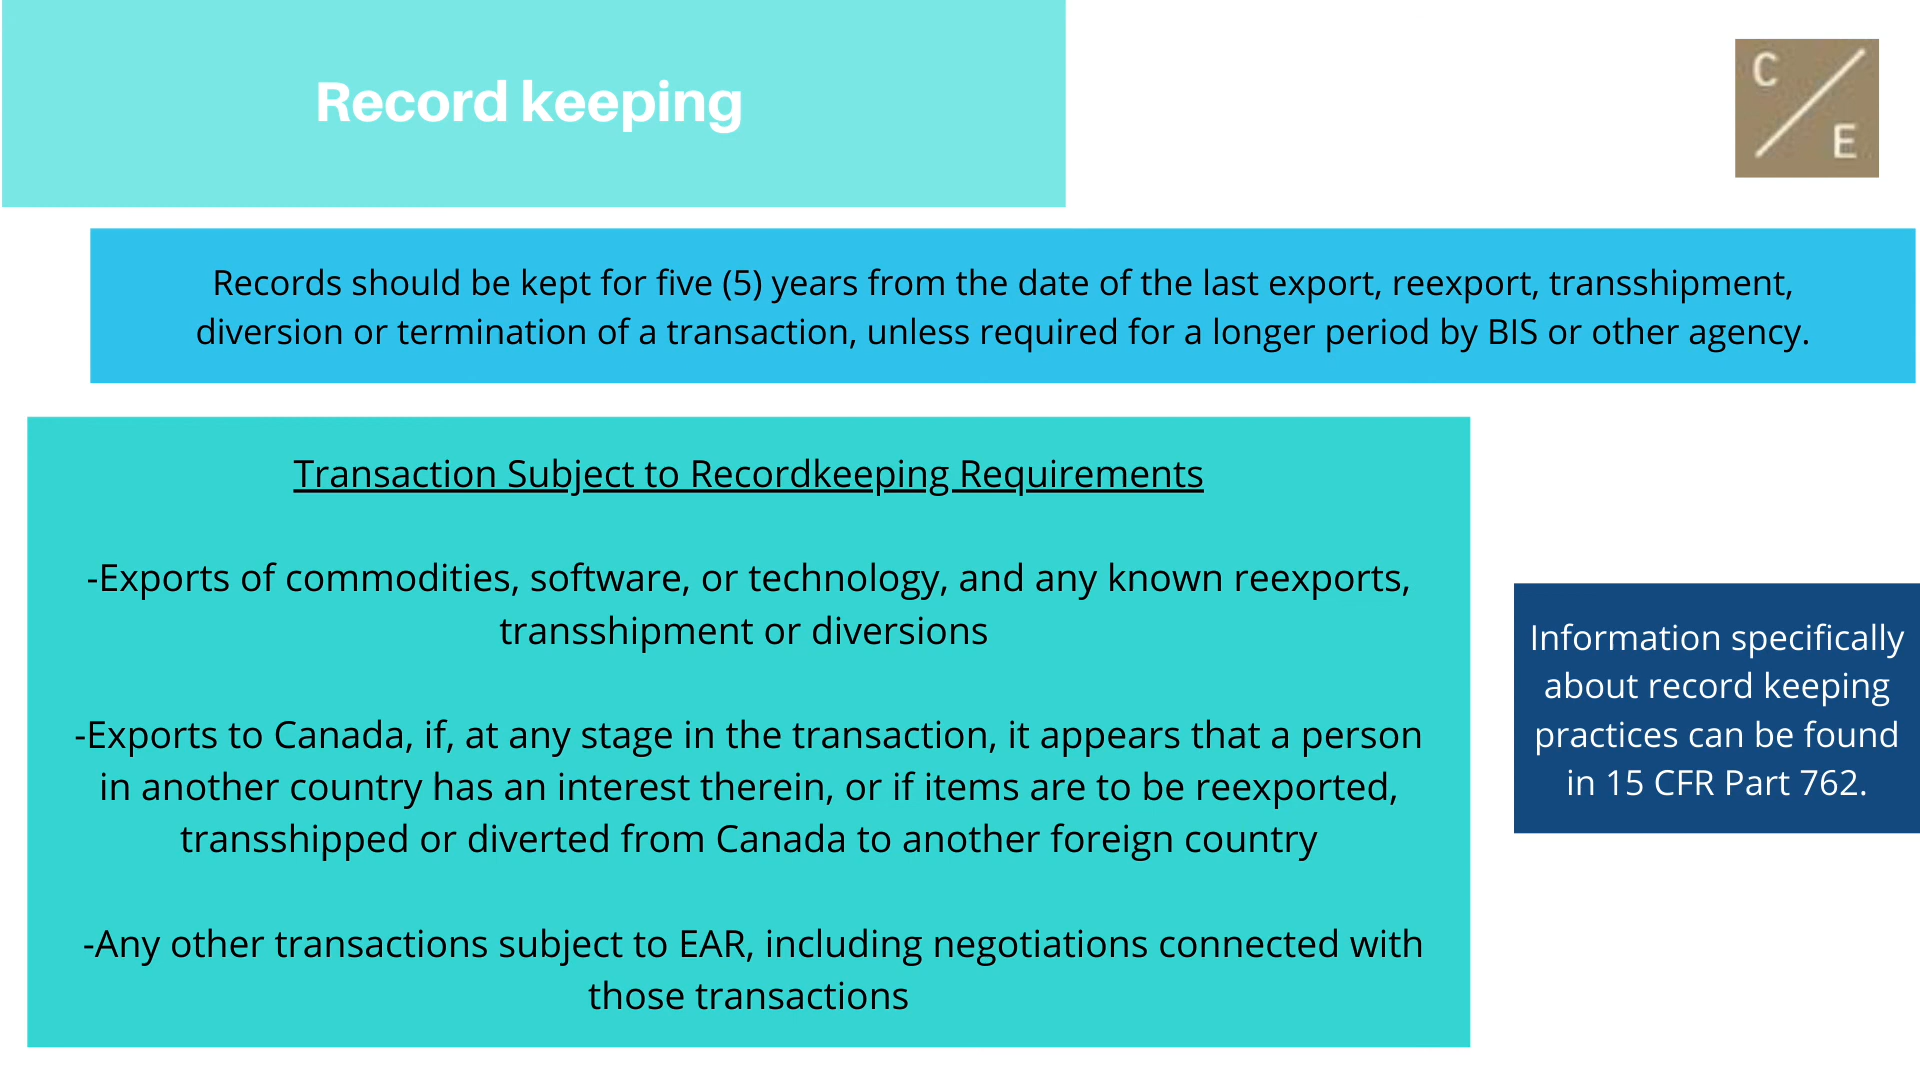 Record keeping
C
E
Records should be kept for five (5) years from the date of the last export, reexport, transshipment,
diversion or termination of a transaction, unless required for a longer period by BIS or other agency.
Transaction Subject to Recordkeeping Requirements
-Exports of commodities, software, or technology, and any known reexports,
transshipment or diversions
-Exports to Canada, if, at any stage in the transaction, it appears that a person
in another country has an interest therein, or if items are to be reexported,
transshipped or diverted from Canada to another foreign country
-Any other transactions subject to EAR, including negotiations connected with
those transactions
Information specifically
about record keeping
practices can be found
in 15 CFR Part 762.